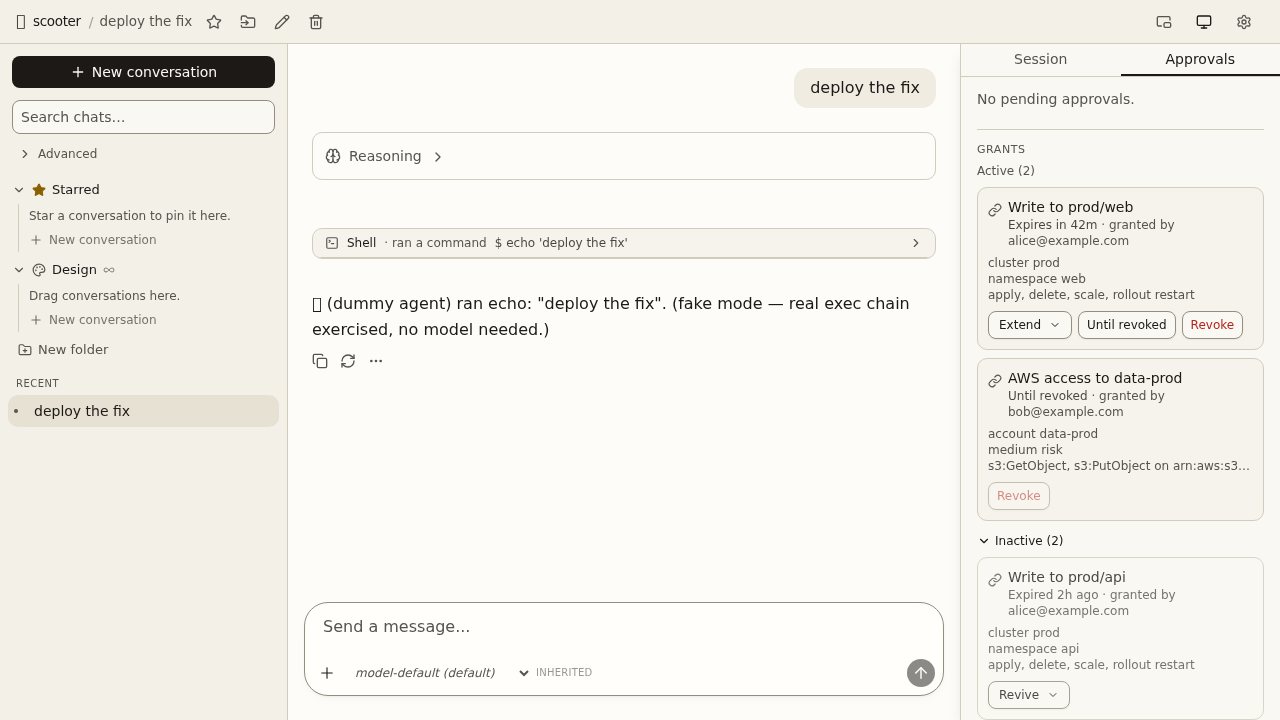 scooter / deploy the fix
New conversation
Search chats…
Advanced
Starred
Star a conversation to pin it here.
New conversation
Design
Drag conversations here.
New conversation
New folder
RECENT
deploy the fix
deploy the fix
Reasoning
Shell · ran a command $ echo 'deploy the fix'
(dummy agent) ran echo: "deploy the fix". (fake mode — real exec chain
exercised, no model needed.)
Send a message...
model-default (default)
INHERITED
Session
Approvals
No pending approvals.
GRANTS
Active (2)
Write to prod/web
Expires in 42m · granted by
alice@example.com
cluster prod
namespace web
apply, delete, scale, rollout restart
Extend
Until revoked
Revoke
AWS access to data-prod
Until revoked · granted by
bob@example.com
account data-prod
medium risk
s3:GetObject, s3:PutObject on arn:aws:s3…
Revoke
Inactive (2)
Write to prod/api
Expired 2h ago · granted by
alice@example.com
cluster prod
namespace api
apply, delete, scale, rollout restart
Revive